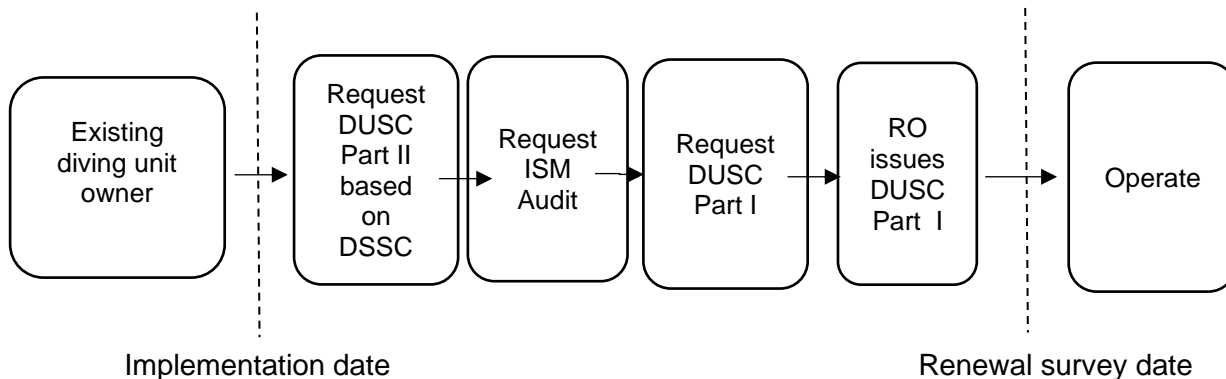 Existing
diving unit
owner
Request
DUSC
Part II
based
on
DSSC
Request
ISM
Audit
Request
DUSC
Part I
RO
issues
DUSC
Part I
Operate
Implementation date
Renewal survey date